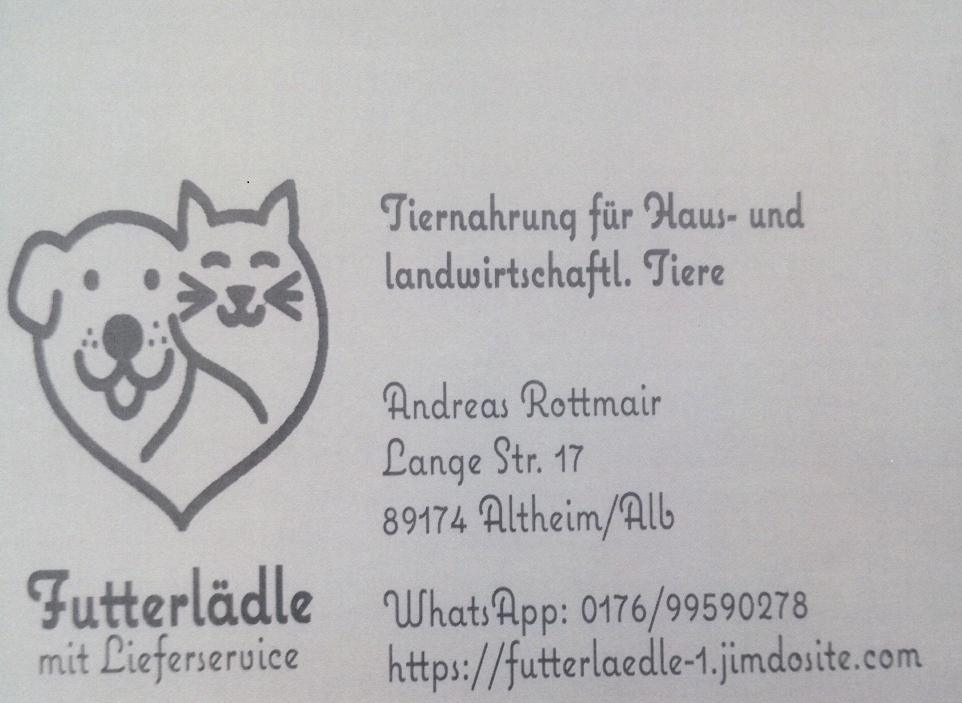 Tiernahrung für Haus- und
landwirtschaftl. Tiere
Andreas Rottmair
Lange Str. 17
89174 Altheim/Alb
WhatsApp: 0176/99590278
https://futterlaedle-1.jimdosite.com
Futterlädle
mit Lieferservice